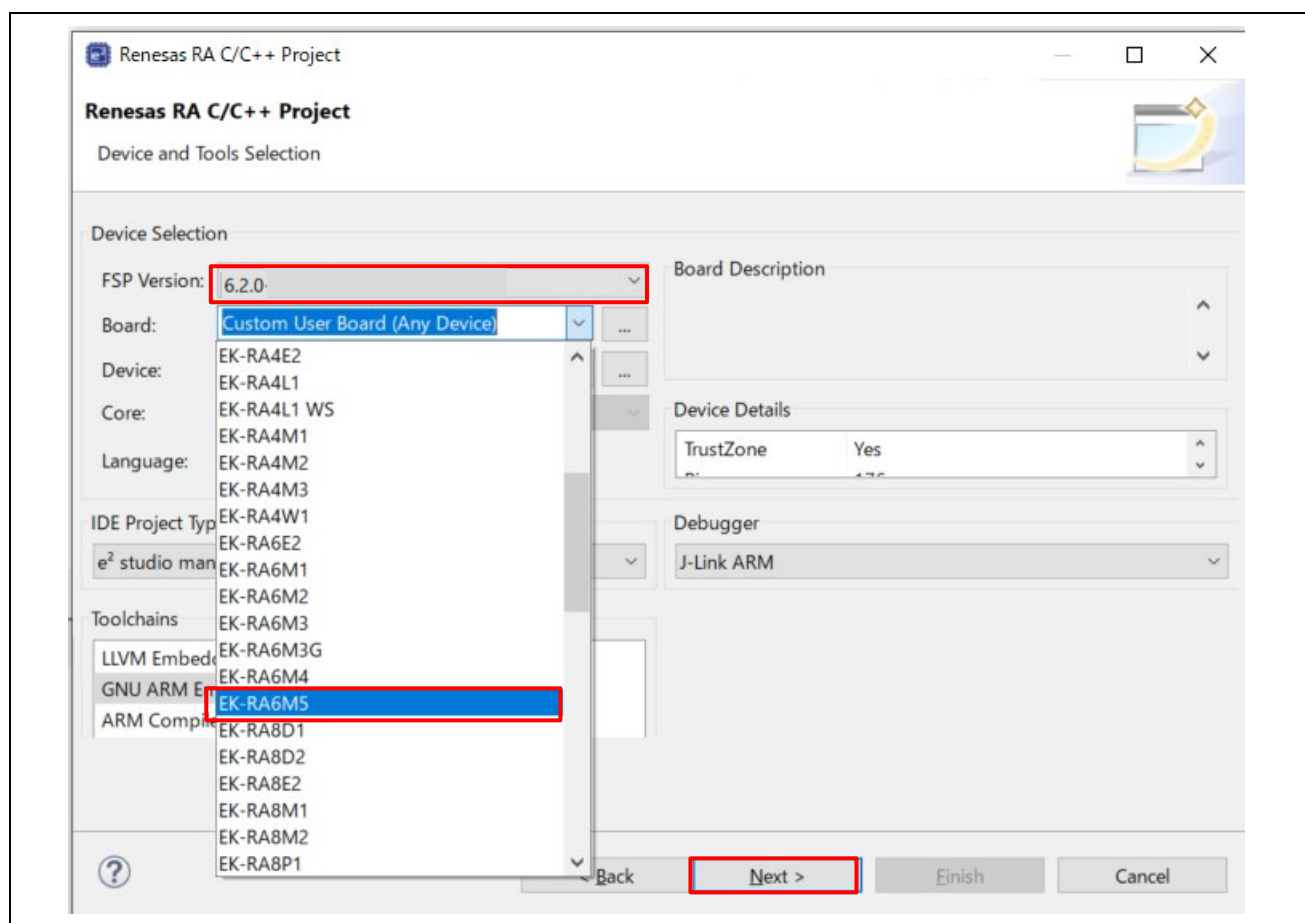 Renesas RA C/C++ Project
Renesas RA C/C++ Project
Device and Tools Selection
Device Selection
FSP Version:
6.2.0
Board:
Custom User Board (Any Device)
...
Device:
...
Core:
Language:
EK-RA4E2
EK-RA4L1
EK-RA4L1 WS
EK-RA4M1
EK-RA4M2
EK-RA4M3
EK-RA4W1
EK-RA6E2
EK-RA6M1
EK-RA6M2
EK-RA6M3
EK-RA6M3G
EK-RA6M4
EK-RA6M5
EK-RA8D1
EK-RA8D2
EK-RA8E2
EK-RA8M1
EK-RA8M2
EK-RA8P1
Board Description
Device Details
TrustZone Yes
IDE Project Typ
e² studio man
Debugger
J-Link ARM
Toolchains
LLVM Embed
GNU ARM E
ARM Compile
?
< Back
Next >
Finish
Cancel